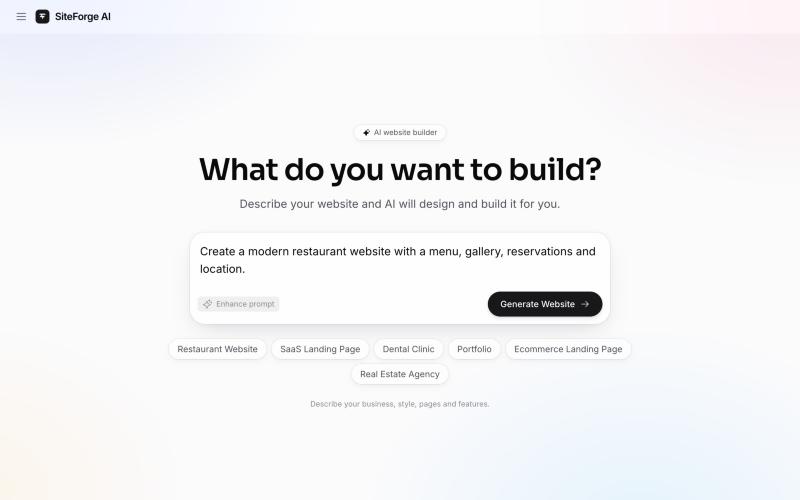 SiteForge AI
AI website builder
What do you want to build?
Describe your website and AI will design and build it for you.
Create a modern restaurant website with a menu, gallery, reservations and
location.
Enhance prompt
Generate Website
Restaurant Website
SaaS Landing Page
Dental Clinic
Portfolio
Ecommerce Landing Page
Real Estate Agency
Describe your business, style, pages and features.